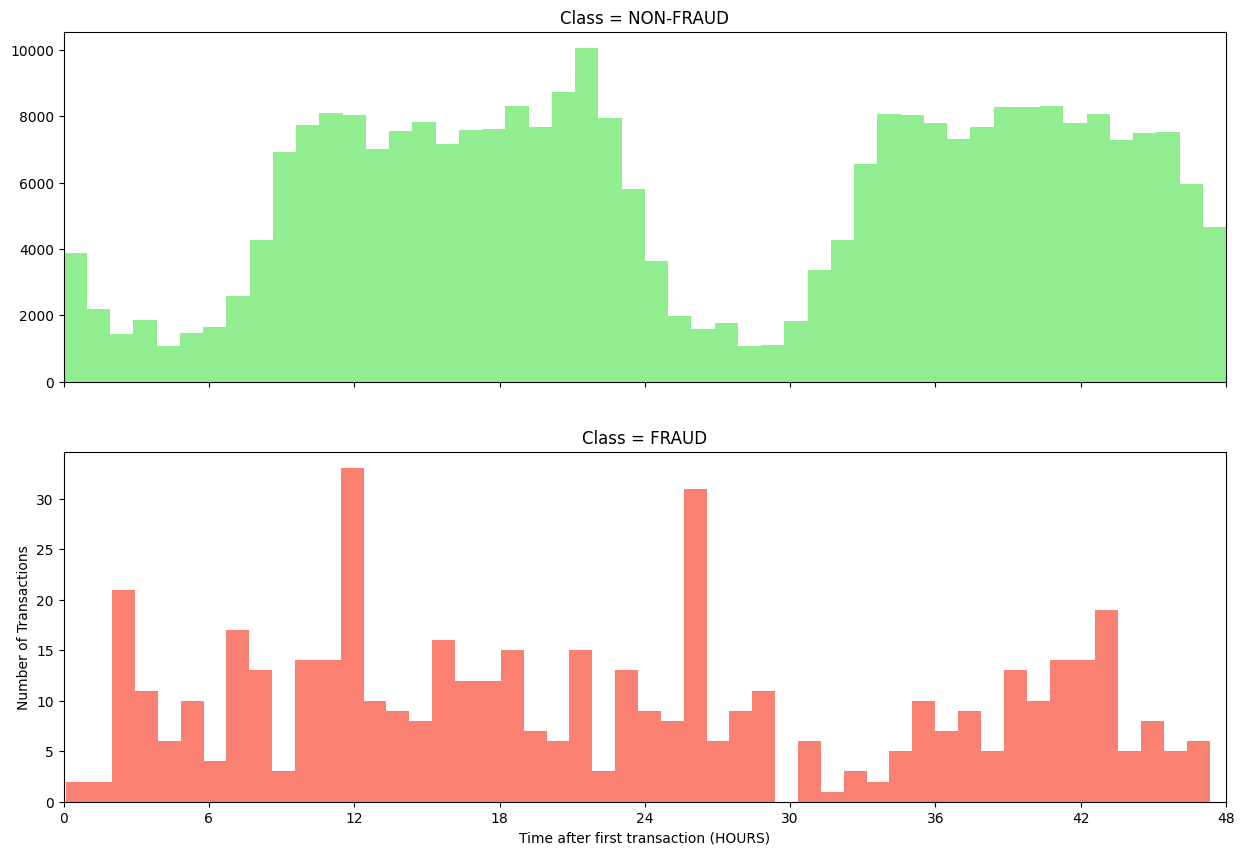 Class = NON-FRAUD
10000
8000
6000
4000
2000
0
Class = FRAUD
Number of Transactions
30
25
20
15
10
5
0
0 6 12 18 24 30 36 42 48
Time after first transaction (HOURS)